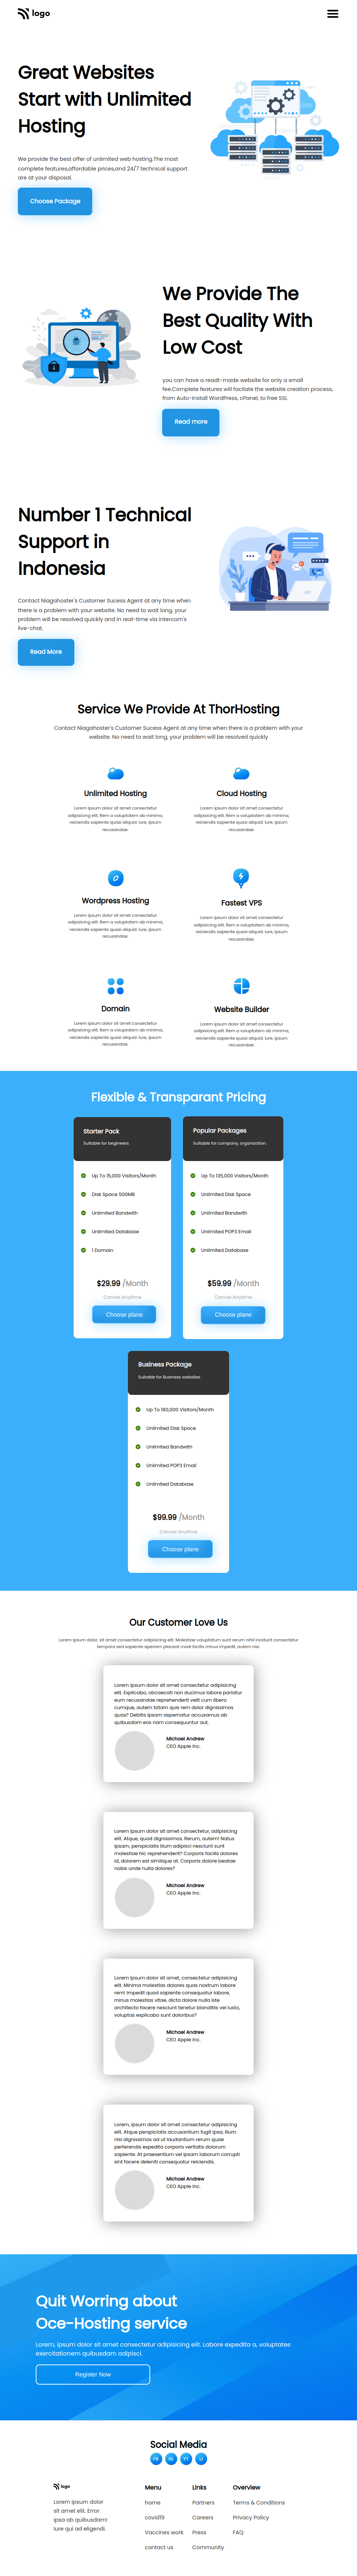 logo
Great Websites
Start with Unlimited
Hosting
We provide the best offer of unlimited web hosting.The most
complete features,affordable prices,and 24/7 technical support
are at your disposal.
Choose Package
We Provide The
Best Quality With
Low Cost
you can have a readl!-made website for only a small
fee.Complete features will facilate the website creation process,
from Auto-Install WordPress, cPanel, to free SSL
Read more
Number 1 Technical
Support in
Indonesia
Contact Niagahoster's Customer Sucess Agent at any time when
there is a problem with your website. No need to wait long, your
problem will be resolved quickly and in real-time via intercom's
live-chat.
Read More
Service We Provide At ThorHosting
Contact Niagahoster's Customer Sucess Agent at any time when there is a problem with your
website. No need to wait long, your problem will be resolved quickly
Unlimited Hosting
Lorem ipsum dolor sit amet consectetur
adipisicing elit. Rem a voluptatem ab minima,
reiciendis sapiente quasi aliquid. Iure, ipsum
recusandae.
Cloud Hosting
Lorem ipsum dolor sit amet consectetur
adipisicing elit. Rem a voluptatem ab minima,
reiciendis sapiente quasi aliquid. Iure, ipsum
recusandae.
Wordpress Hosting
Lorem ipsum dolor sit amet consectetur
adipisicing elit. Rem a voluptatem ab minima,
reiciendis sapiente quasi aliquid. Iure, ipsum
recusandae.
Fastest VPS
Lorem ipsum dolor sit amet consectetur
adipisicing elit. Rem a voluptatem ab minima,
reiciendis sapiente quasi aliquid. Iure, ipsum
recusandae.
Domain
Lorem ipsum dolor sit amet consectetur
adipisicing elit. Rem a voluptatem ab minima,
reiciendis sapiente quasi aliquid. Iure, ipsum
recusandae.
Website Builder
Lorem ipsum dolor sit amet consectetur
adipisicing elit. Rem a voluptatem ab minima,
reiciendis sapiente quasi aliquid. Iure, ipsum
recusandae.
Flexible & Transparant Pricing
Starter Pack
Suitable for begineers
Up To 15,000 Visitors/Month
Disk Space 500MB
Unlimited Bandwith
Unlimited Database
1 Domain
$29.99 /Month
Cancel Anytime
Choose plane
Popular Packages
Suitable for company, organization.
Up To 135,000 Visitors/Month
Unlimited Disk Space
Unlimited Bandwith
Unlimited POP3 Email
Unlimited Database
$59.99 /Month
Cancel Anytime
Choose plane
Business Package
Suitable for Business websites
Up To 180,000 Visitors/Month
Unlimited Disk Space
Unlimited Bandwith
Unlimited POP3 Email
Unlimited Database
$99.99 /Month
Cancel Anytime
Choose plane
Our Customer Love Us
Lorem ipsum dolor, sit amet consectetur adipisicing elit. Molestiae voluptatum sunt rerum nihil incidunt consectetur
tempora sed sapiente aperiam placeat modi facilis minus impedit, autem nisi.
Lorem ipsum dolor sit amet consectetur adipisicing
elit. Explicabo, obcaecati non ducimus labore pariatur
eum recusandae reprehenderit velit cum libero
cumque, autem totam quis rem dolor dignissimos
quas? Debitis ipsam aspernatur accusamus ab
quibusdam eos nam consequuntur aut.
Michael Andrew
CEO Apple Inc.
Lorem ipsum dolor sit amet consectetur, adipisicing
elit. Atque, quod dignissimos. Rerum, autem! Natus
ipsam, perspiciatis illum adipisci nesciunt sunt
molestiae hic reprehenderit? Corporis facilis dolores
id, dolorem est similique at. Corporis dolore beatae
nobis unde nulla dolores?
Michael Andrew
CEO Apple Inc.
Lorem ipsum dolor sit amet, consectetur adipisicing
elit. Minima molestias dolores quas nostrum labore
rem! Impedit quod sapiente consequatur labore,
minus molestias vitae, dicta dolore nulla iste
architecto facere nesciunt tenetur blanditiis vel iusto,
voluptas explicabo sunt doloribus?
Michael Andrew
CEO Apple Inc.
Lorem, ipsum dolor sit amet consectetur adipisicing
elit. Atque perspiciatis accusantium fugit ipsa, illum
nisi dignissimos ad ut laudantium rerum quae
perferendis expedita corporis veritatis dolorum
sapiente. At praesentium vel ipsam laborum corrupti
sint facere deleniti consequatur reiciendis.
Michael Andrew
CEO Apple Inc.
Quit Worring about
Oce-Hosting service
Lorem, ipsum dolor sit amet consectetur adipisicing elit. Labore expedita a, voluptates
exercitationem quibusdam adipisci.
Register Now
Social Media
FB IG YT LI
logo
Lorem ipsum dolor
sit amet elit. Error
ipsa ab quibusdam!
Iure qui ad eligendi.
Menu
home
covid19
Vaccines work
contact us
Links
Partners
Careers
Press
Community
Overview
Terms & Conditions
Privacy Policy
FAQ